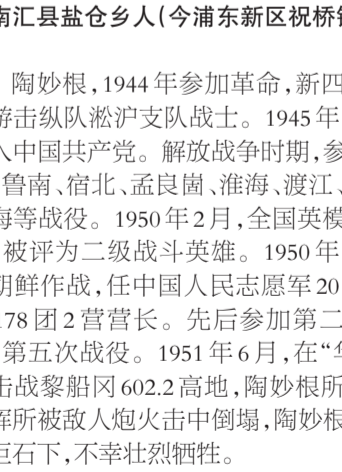 南汇县盐仓乡人(今浦东新区祝桥
陶妙根,1944年参加革命,新四
游击纵队淞沪支队战士。1945年
入中国共产党。解放战争时期,参
鲁南、宿北、孟良崮、淮海、渡江、
海等战役。1950年2月,全国英模
被评为二级战斗英雄。1950年
朝鲜作战,任中国人民志愿军20
178团2营营长。先后参加第二
第五次战役。1951年6月,在“华
击战黎船冈602.2高地,陶妙根所
挥所被敌人炮火击中倒塌,陶妙根
巨石下,不幸壮烈牺牲。